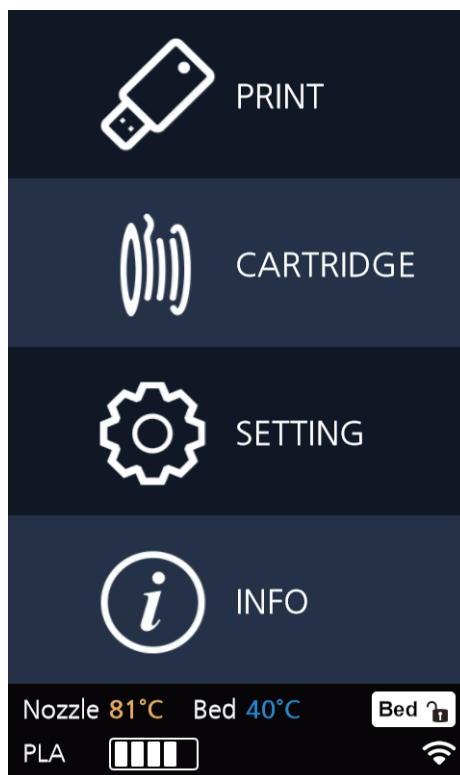 PRINT
CARTRIDGE
SETTING
i INFO
Nozzle 81°C Bed 40°C Bed
PLA